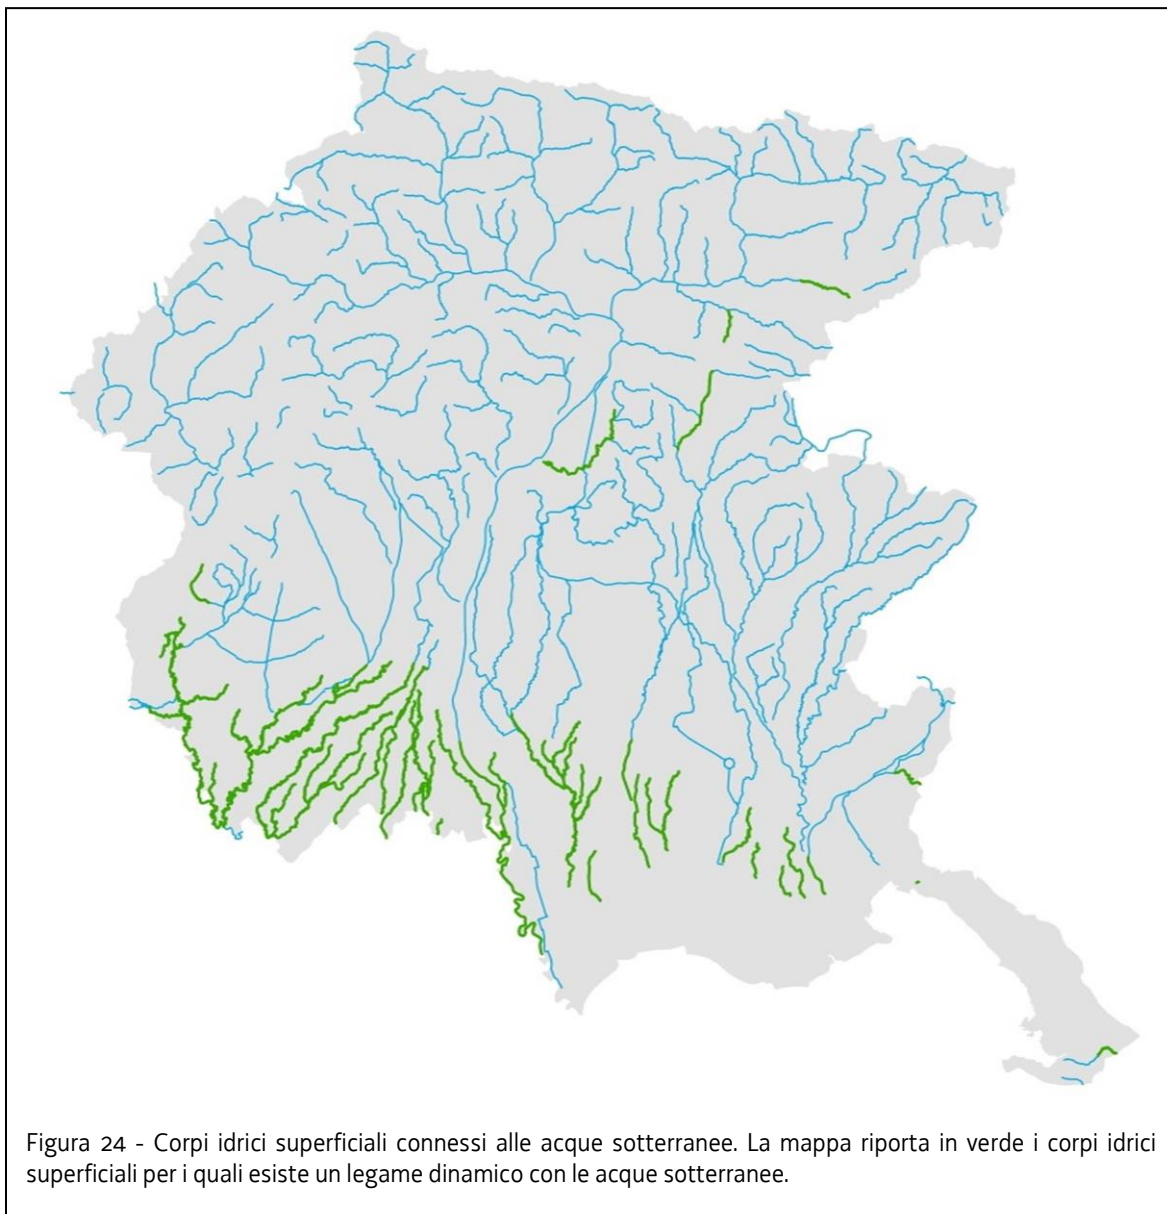 Figura 24 - Corpi idrici superficiali connessi alle acque sotterranee. La mappa riporta in verde i corpi idrici
superficiali per i quali esiste un legame dinamico con le acque sotterranee.